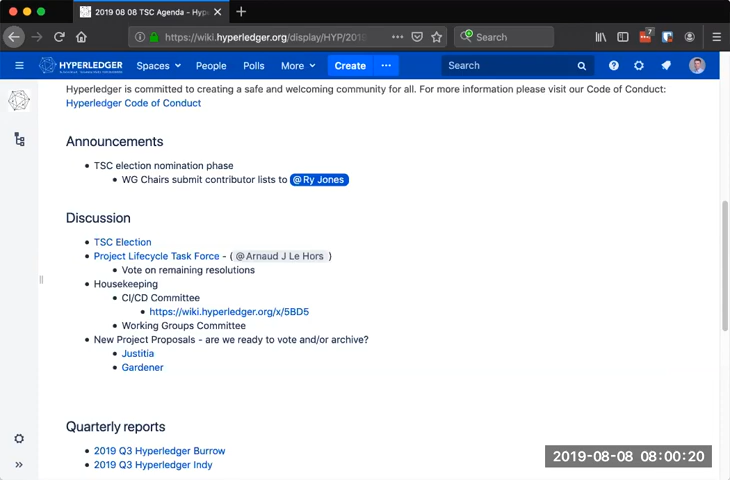 2019 08 08 TSC Agenda - Hype
https://wiki.hyperledger.org/display/HYP/201
Search
7
HYPERLEDGER
Spaces
People
Polls
More
Create
Search
Hyperledger is committed to creating a safe and welcoming community for all. For more information please visit our Code of Conduct:
Hyperledger Code of Conduct
Announcements
TSC election nomination phase
WG Chairs submit contributor lists to @Ry Jones
Discussion
TSC Election
Project Lifecycle Task Force - ( @Arnaud J Le Hors )
Vote on remaining resolutions
Housekeeping
CI/CD Committee
https://wiki.hyperledger.org/x/5BD5
Working Groups Committee
New Project Proposals - are we ready to vote and/or archive?
Justitia
Gardener
Quarterly reports
2019 Q3 Hyperledger Burrow
2019 Q3 Hyperledger Indy
2019-08-08 08:00:20